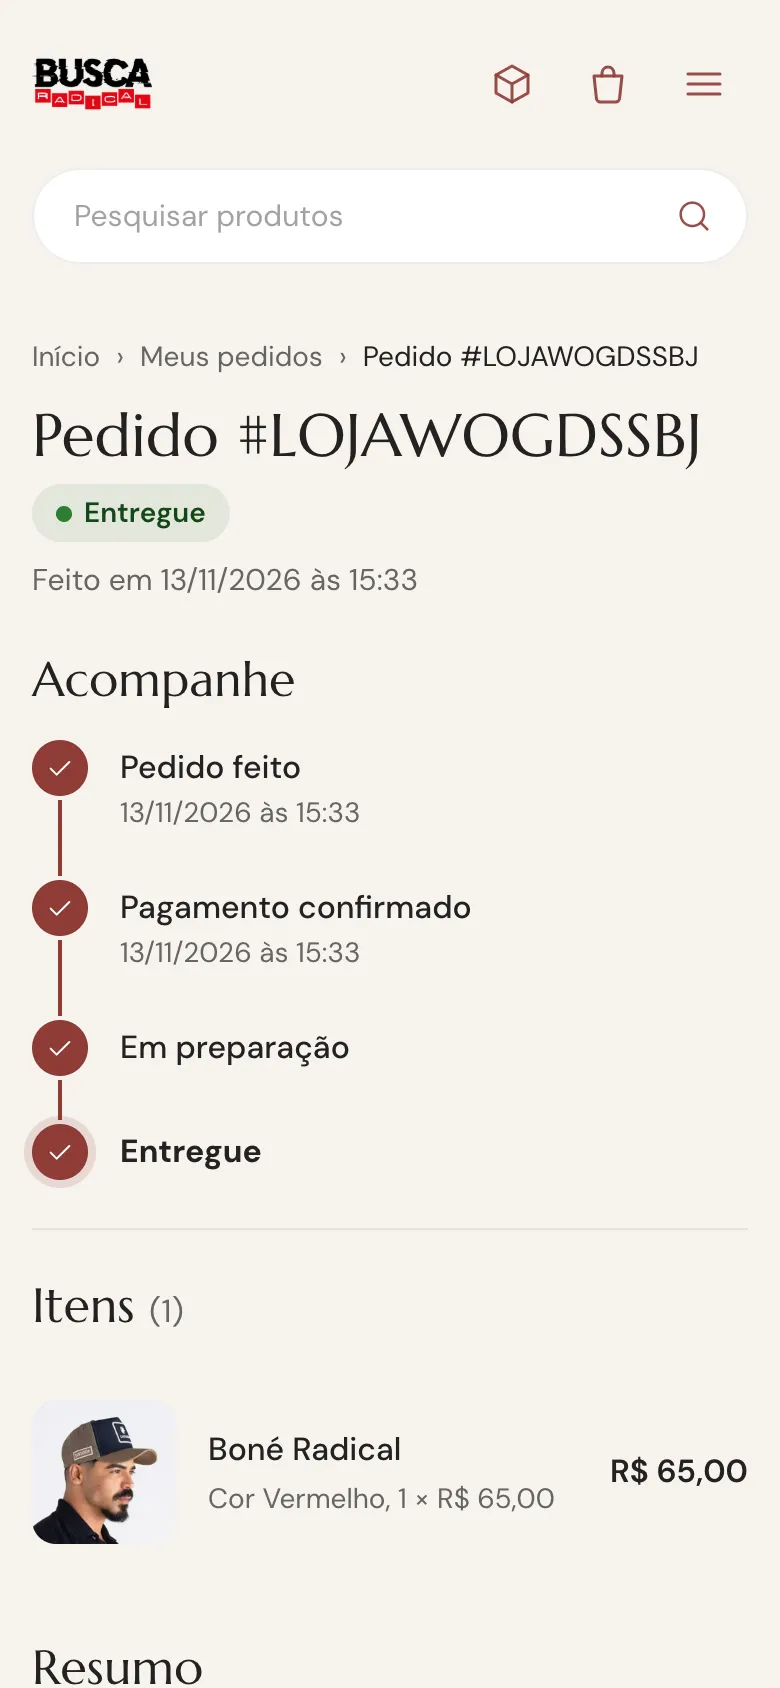 BUSCA
RADICAL
Pesquisar produtos
Início › Meus pedidos › Pedido #LOJAWOGDSSBJ
Pedido #LOJAWOGDSSBJ
Entregue
Feito em 13/11/2026 às 15:33
Acompanhe
Pedido feito
13/11/2026 às 15:33
Pagamento confirmado
13/11/2026 às 15:33
Em preparação
Entregue
Itens (1)
Boné Radical
Cor Vermelho, 1 × R$ 65,00
R$ 65,00
Resumo